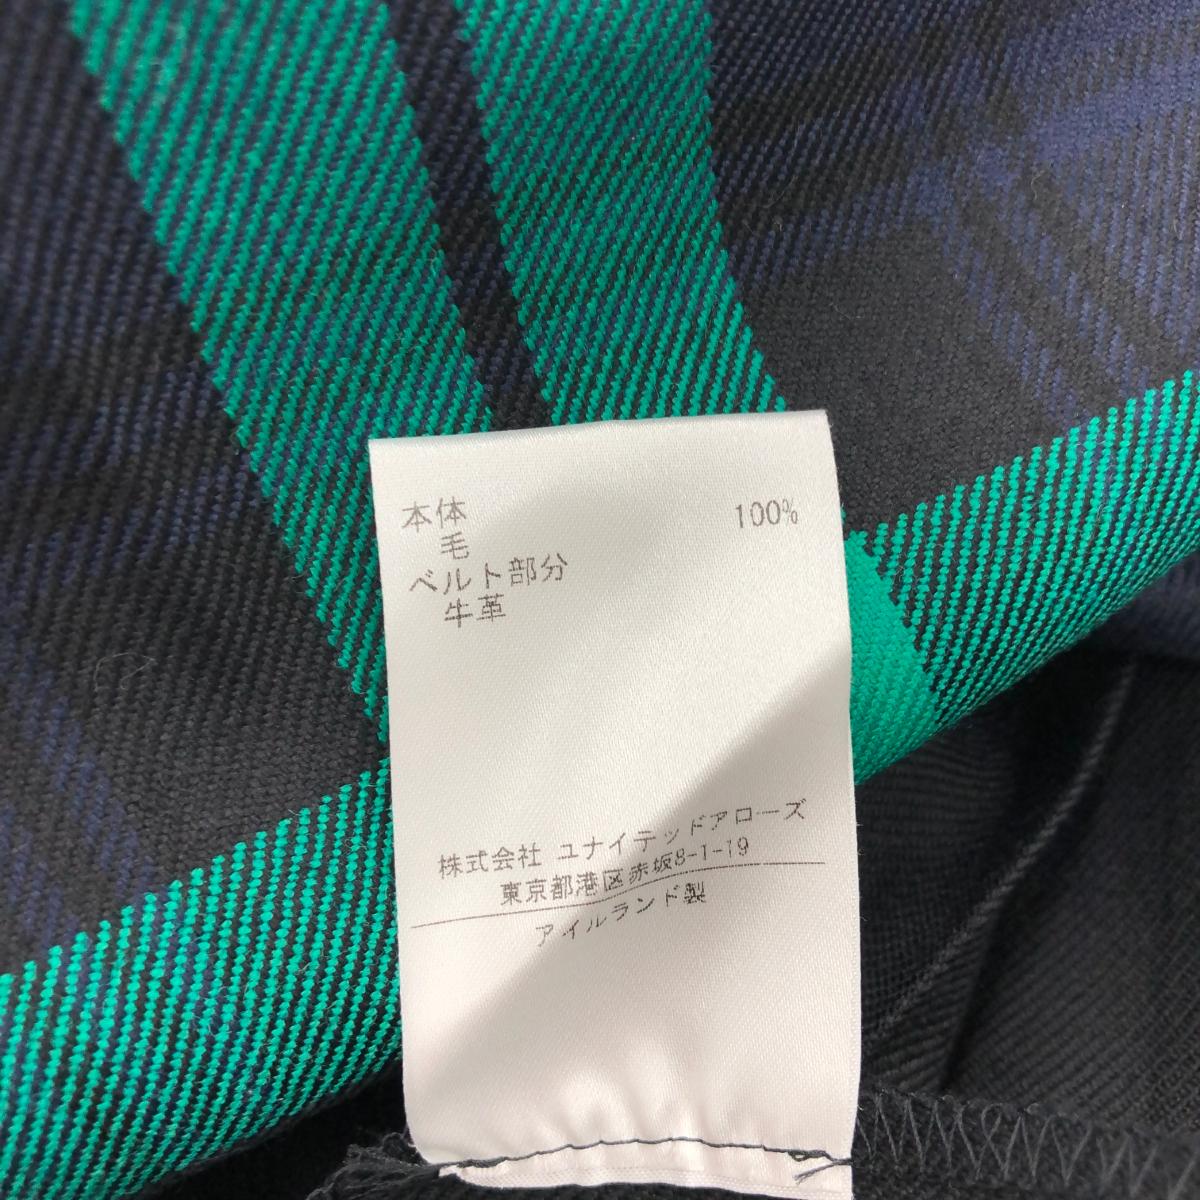 本体 100%
毛
ベルト部分
牛革
株式会社 ユナイテッドアローズ
東京都港区赤坂8-1-19
アイルランド製